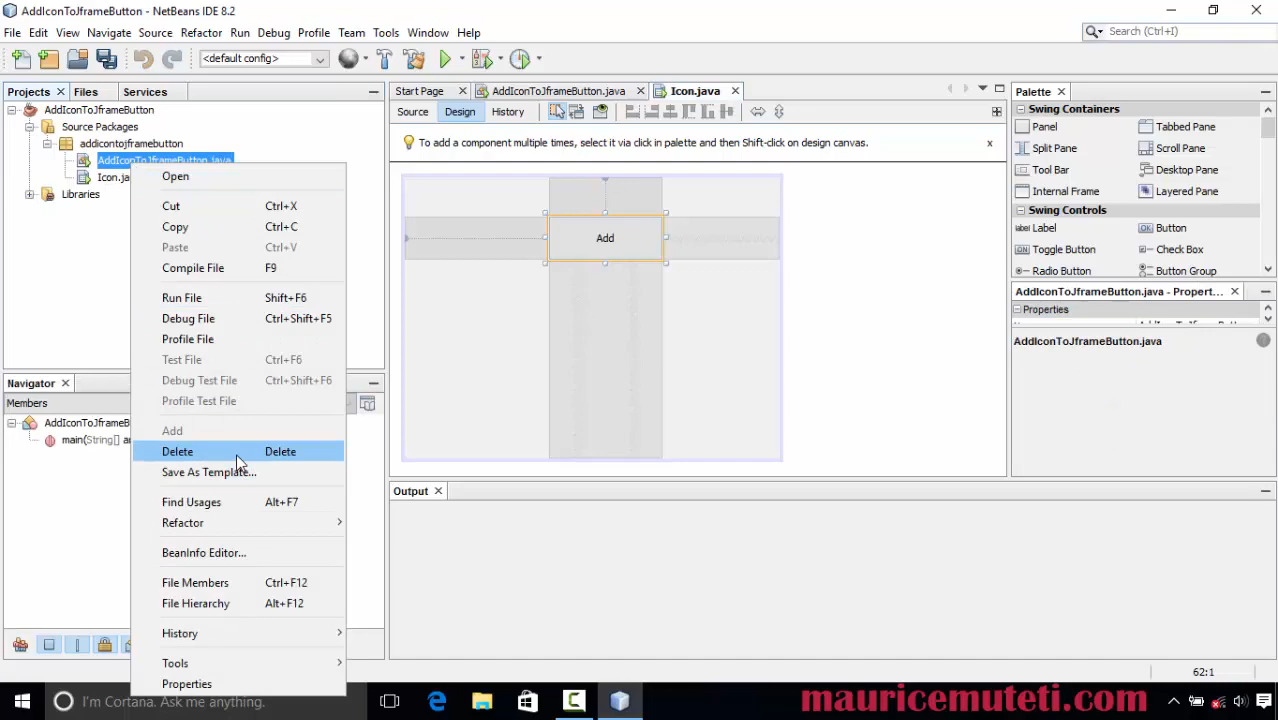 AddIconToJframeButton - NetBeans IDE 8.2
File Edit View Navigate Source Refactor Run Debug Profile Team Tools Window Help
Search (Ctrl+I)
<default config>
Projects Files Services
AddIconToJframeButton
Source Packages
addicontojframebutton
AddIconToJframeButton.java
Icon.ja
Libraries
Open
Cut Ctrl+X
Copy Ctrl+C
Paste Ctrl+V
Compile File F9
Run File Shift+F6
Debug File Ctrl+Shift+F5
Profile File
Test File Ctrl+F6
Debug Test File Ctrl+Shift+F6
Profile Test File
Add
Delete Delete
Save As Template...
Find Usages Alt+F7
Refactor
BeanInfo Editor...
File Members Ctrl+F12
File Hierarchy Alt+F12
History
Tools
Properties
Navigator
Members
AddIconToJframeB
main(String[] ar
Start Page AddIconToJframeButton.java Icon.java
Source Design History
To add a component multiple times, select it via click in palette and then Shift-click on design canvas.
x
Add
Output
Palette
Swing Containers
Panel Tabbed Pane
Split Pane Scroll Pane
Tool Bar Desktop Pane
Internal Frame Layered Pane
Swing Controls
Label Button
Toggle Button Check Box
Radio Button Button Group
AddIconToJframeButton.java - Propert...
Properties
AddIconToJframeButton.java
62:1
I'm Cortana. Ask me anything.
mauricemuteti.com